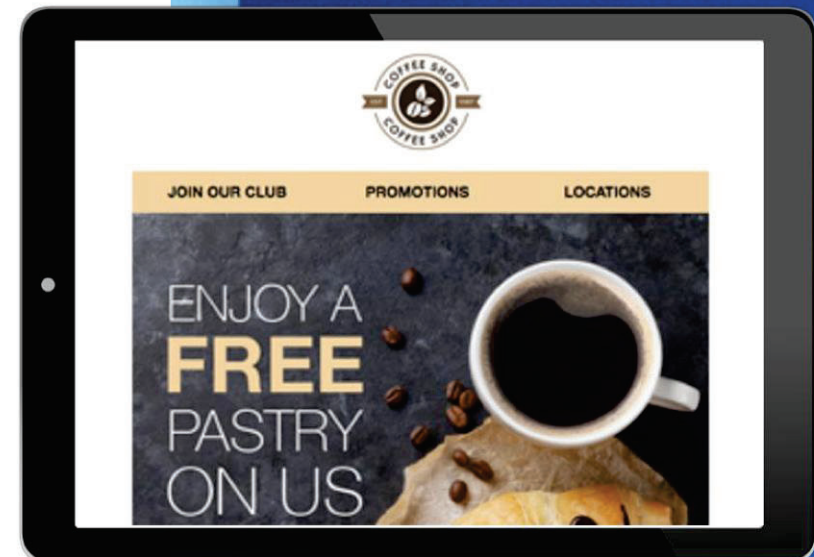 COFFEE SHOP
COFFEE SHOP
JOIN OUR CLUB PROMOTIONS LOCATIONS
ENJOY A
FREE
PASTRY
ON US